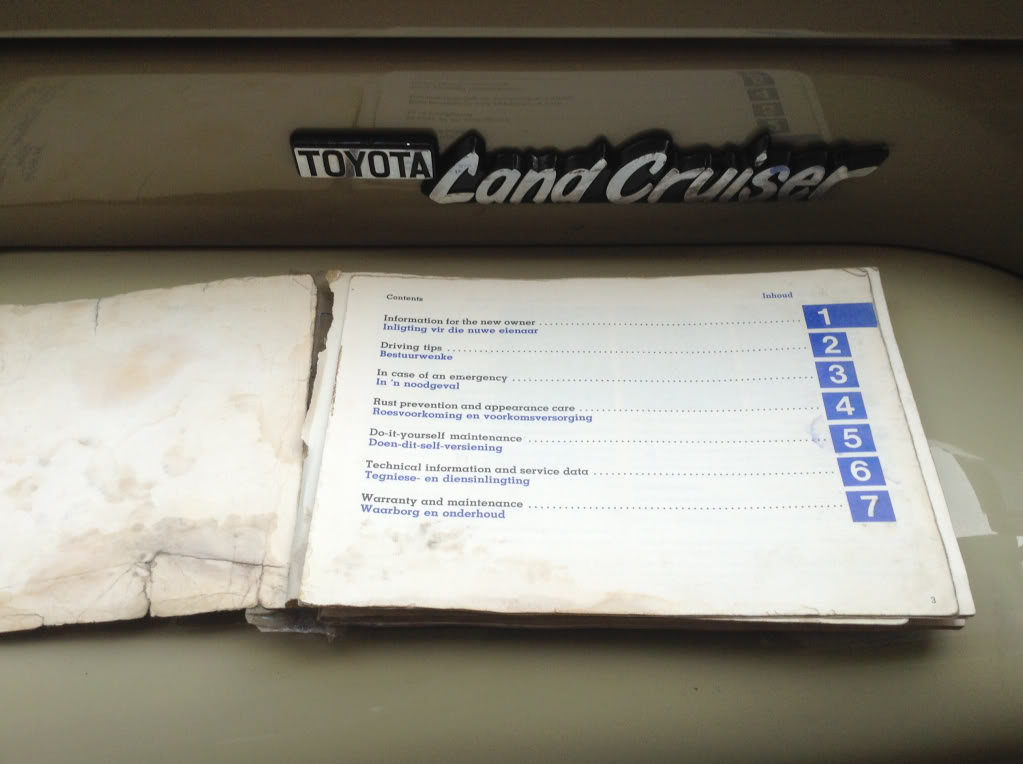 TOYOTA Land Cruiser
Contents Inhoud
Information for the new owner 1
Inligting vir die nuwe eienaar
Driving tips 2
Bestuurwenke
In case of an emergency 3
In 'n noodgeval
Rust prevention and appearance care 4
Roesvoorkoming en voorkomsversorging
Do-it-yourself maintenance 5
Doen-dit-self-versiening
Technical information and service data 6
Tegniese- en diensinlingting
Warranty and maintenance 7
Waarborg en onderhoud
3